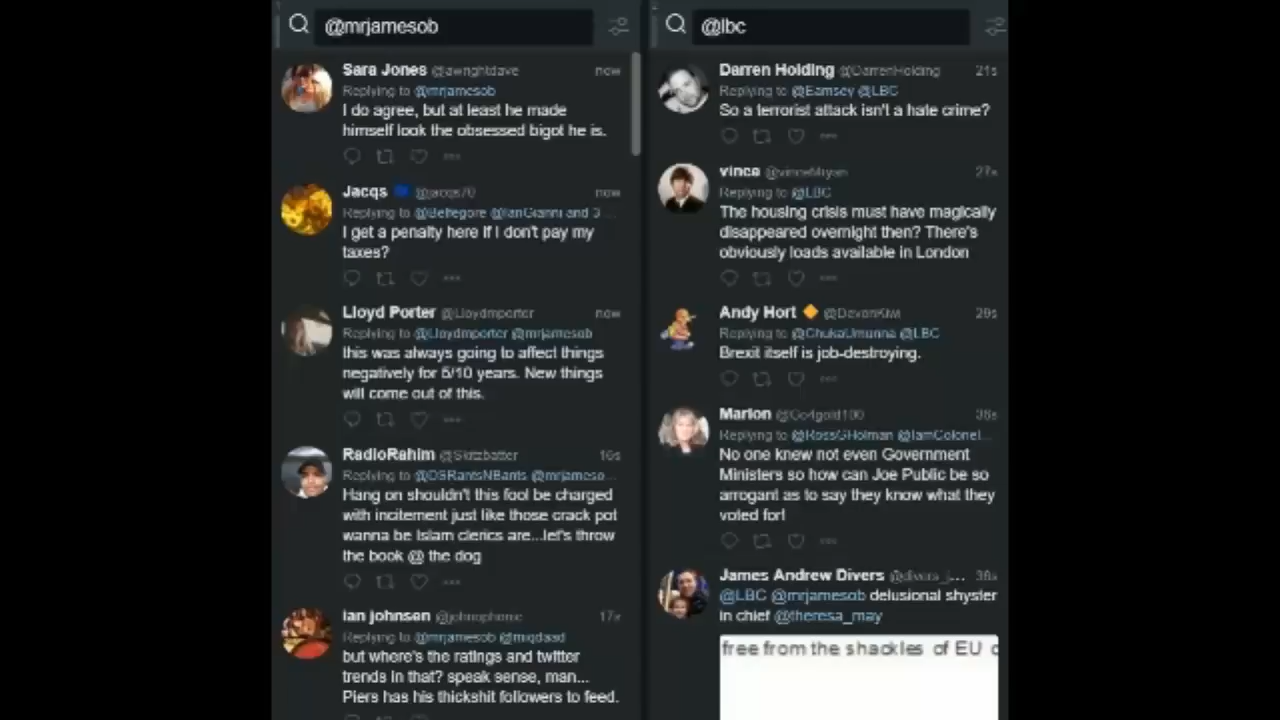 @mrjamesob
Sara Jones @awrightdave now
Replying to @mrjamesob
I do agree, but at least he made
himself look the obsessed bigot he is.
Jacqs @jacqs70 now
Replying to @Bellegore @IanGianni and 3 ...
I get a penalty here if I don't pay my
taxes?
Lloyd Porter @Lloydmporter now
Replying to @Lloydmporter @mrjamesob
this was always going to affect things
negatively for 5/10 years. New things
will come out of this.
RadioRahim @Skitzbatter 16s
Replying to @DSRantsNBants @mrjameso...
Hang on shouldn't this fool be charged
with incitement just like those crack pot
wanna be Islam clerics are...let's throw
the book @ the dog
ian johnsen @johnophone 17s
Replying to @mrjamesob @miqdaad
but where's the ratings and twitter
trends in that? speak sense, man...
Piers has his thickshit followers to feed.
@lbc
Darren Holding @DarrenHolding 21s
Replying to @Eamsey @LBC
So a terrorist attack isn't a hate crime?
vince 27s
Replying to @LBC
The housing crisis must have magically
disappeared overnight then? There's
obviously loads available in London
Andy Hort @DevonKiwi 29s
Replying to @ChukaUmunna @LBC
Brexit itself is job-destroying.
Marion @Go4gold100 36s
Replying to @RossGHolman @IamColonel...
No one knew not even Government
Ministers so how can Joe Public be so
arrogant as to say they know what they
voted for!
James Andrew Divers @divers_j... 36s
@LBC @mrjamesob delusional shyster
in chief @theresa_may
free from the shackles of EU